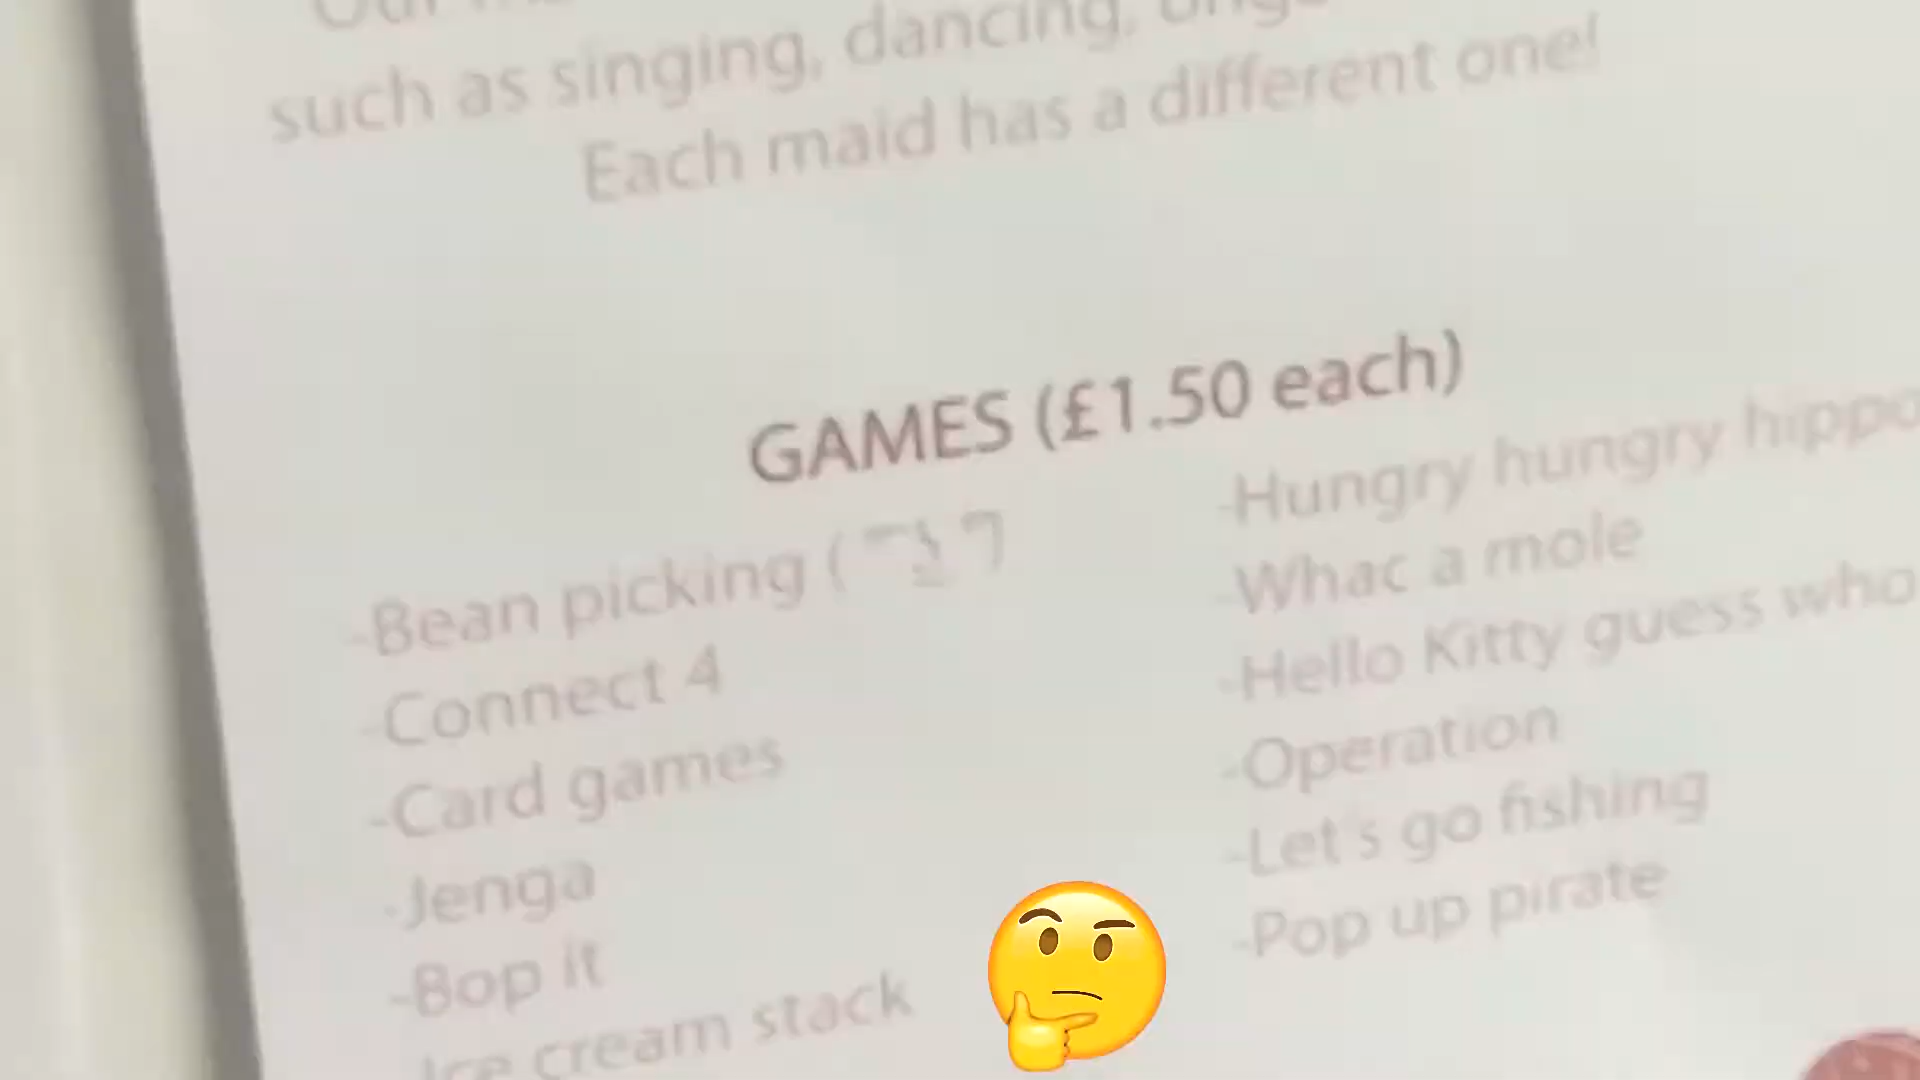 such as singing, dancing,
Each maid has a different one!
GAMES (£1.50 each)
-Bean picking (
-Connect 4
-Card games
-Jenga
-Bop it
Ice cream stack
-Hungry hungry hippo
-Whac a mole
-Hello Kitty guess who
-Operation
-Let's go fishing
-Pop up pirate